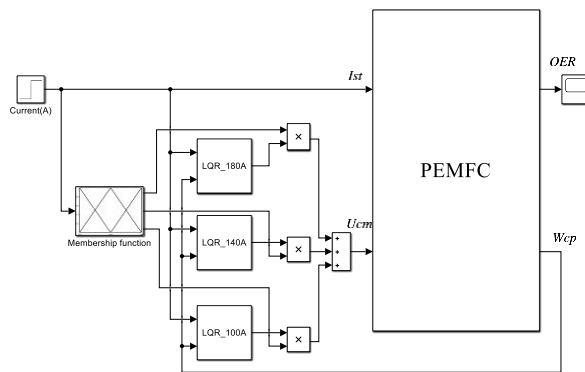 OER
Ist
Current(A)
×
LQR_180A
PEMFC
Membership function
LQR_140A
×
Ucm
+
+
+
Wcp
LQR_100A
×